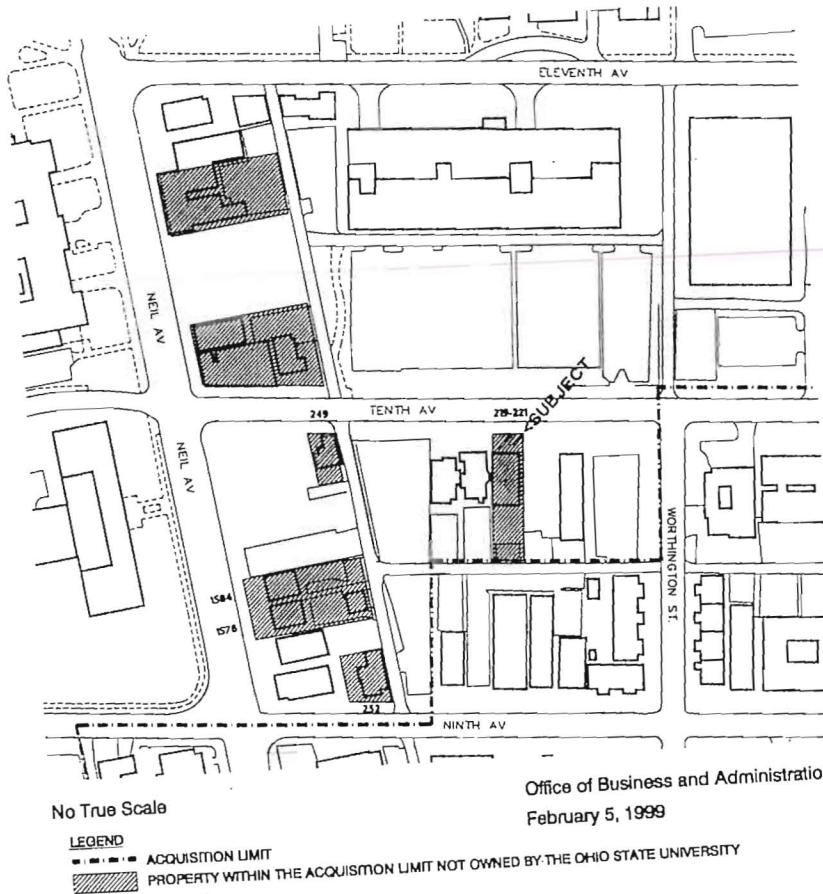 ELEVENTH AV
NEIL AV
SUBJECT
249
TENTH AV
219-221
NEIL AV
WORTHINGTON ST.
1584
1578
252
NINTH AV
No True Scale
Office of Business and Administratio
February 5, 1999
LEGEND
ACQUISITION LIMIT
PROPERTY WITHIN THE ACQUISITION LIMIT NOT OWNED BY THE OHIO STATE UNIVERSITY